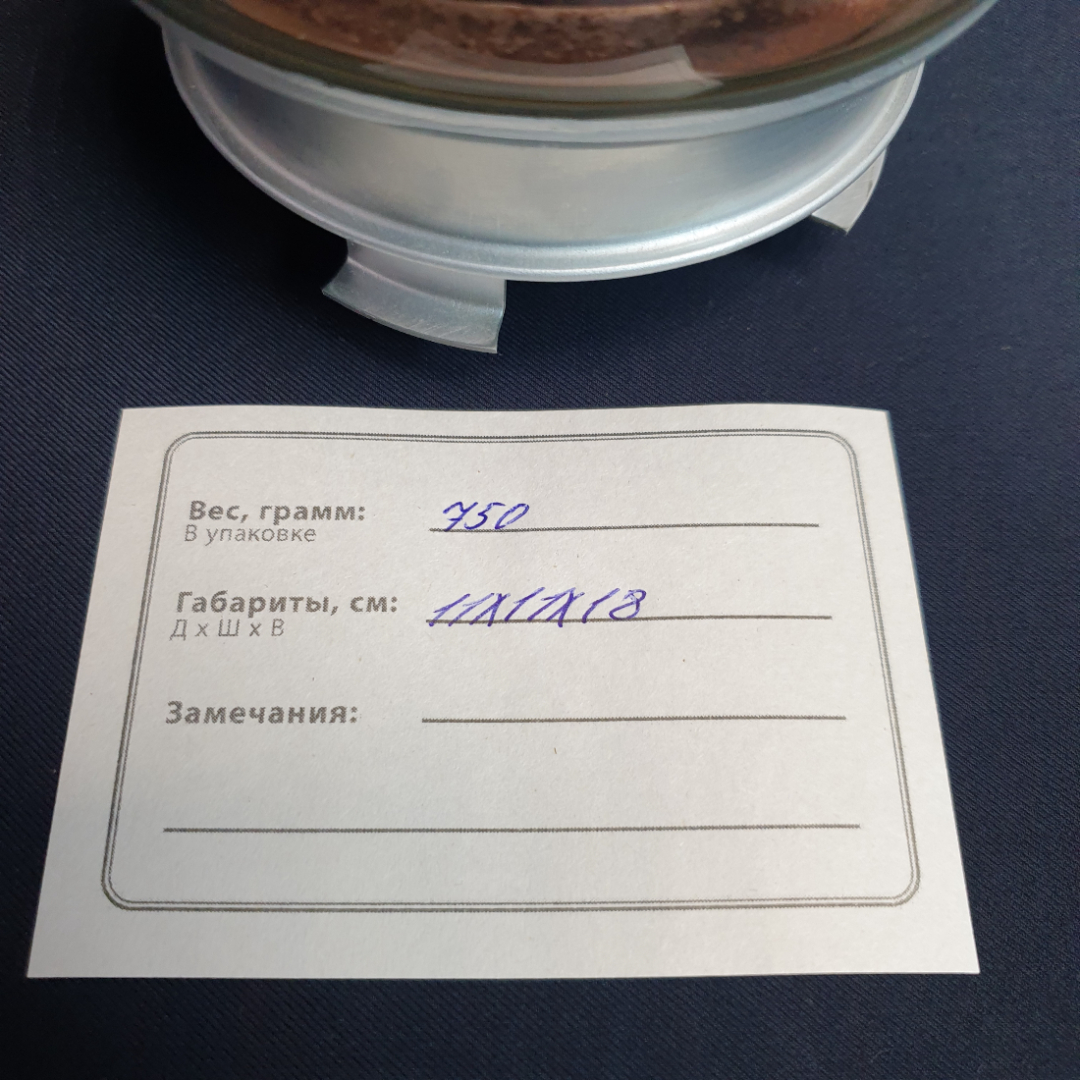 Вес, грамм: 750
В упаковке
Габариты, см: 11х11х18
Д х Ш х В
Замечания: